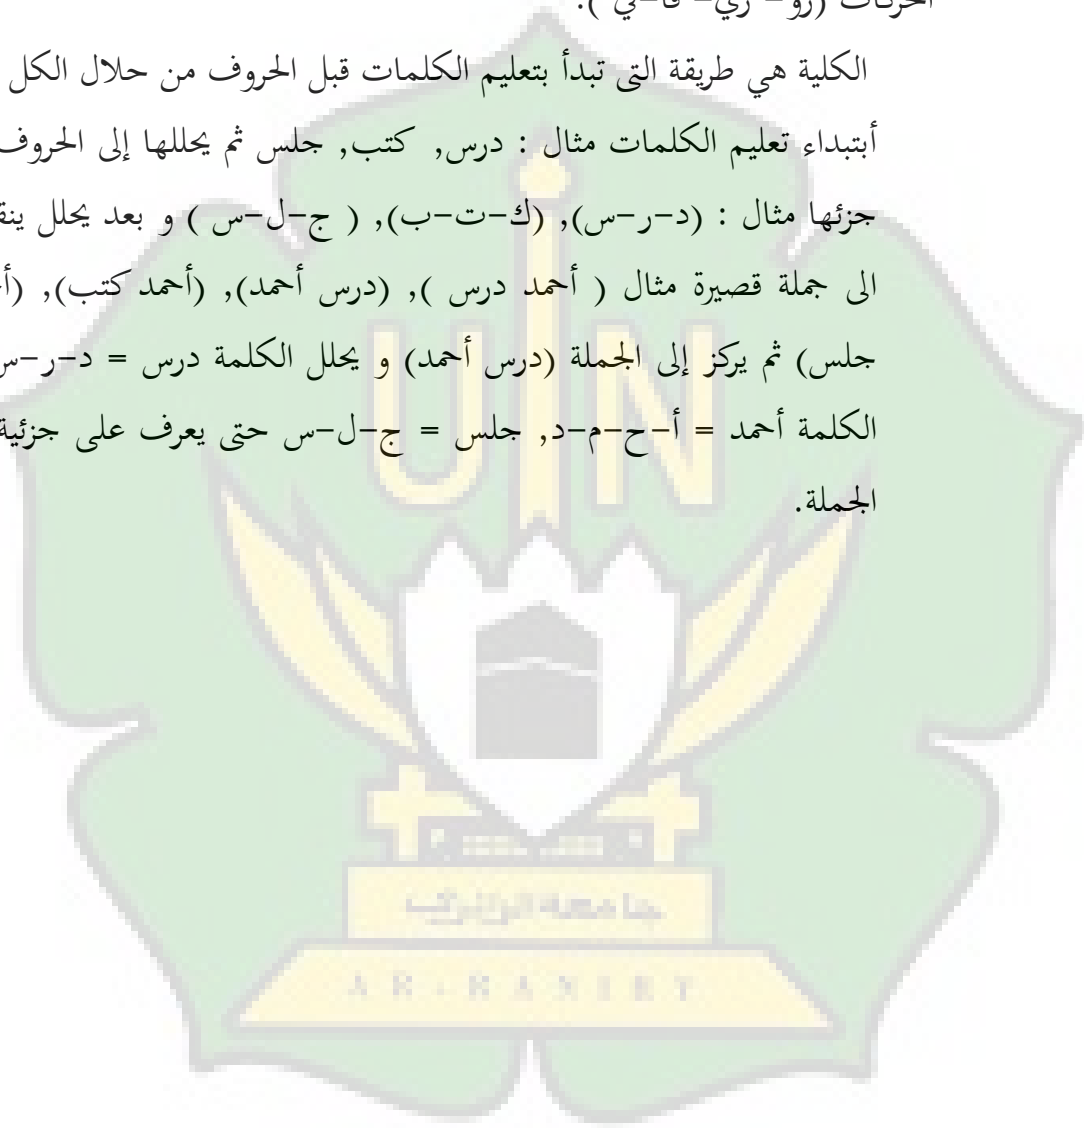 الحركات (رو– ري– قا–ني ).
الكلية هي طريقة التى تبدأ بتعليم الكلمات قبل الحروف من حلال الكل
أبتبداء تعليم الكلمات مثال : درس, كتب, جلس ثم يحللها إلى الحروف
جزئها مثال : (د–ر–س), (ك–ت–ب), ( ج–ل–س ) و بعد يحلل
الى جملة قصيرة مثال ( أحمد درس ), (درس أحمد), (أحمد كتب),
جلس) ثم يركز إلى الجملة (درس أحمد) و يحلل الكلمة درس = د–ر–س
الكلمة أحمد = أ–ح–م–د, جلس = ج–ل–س حتى يعرف على جزئية
الجملة.
UIN
جامعة الرانيري
AR-RANIRY